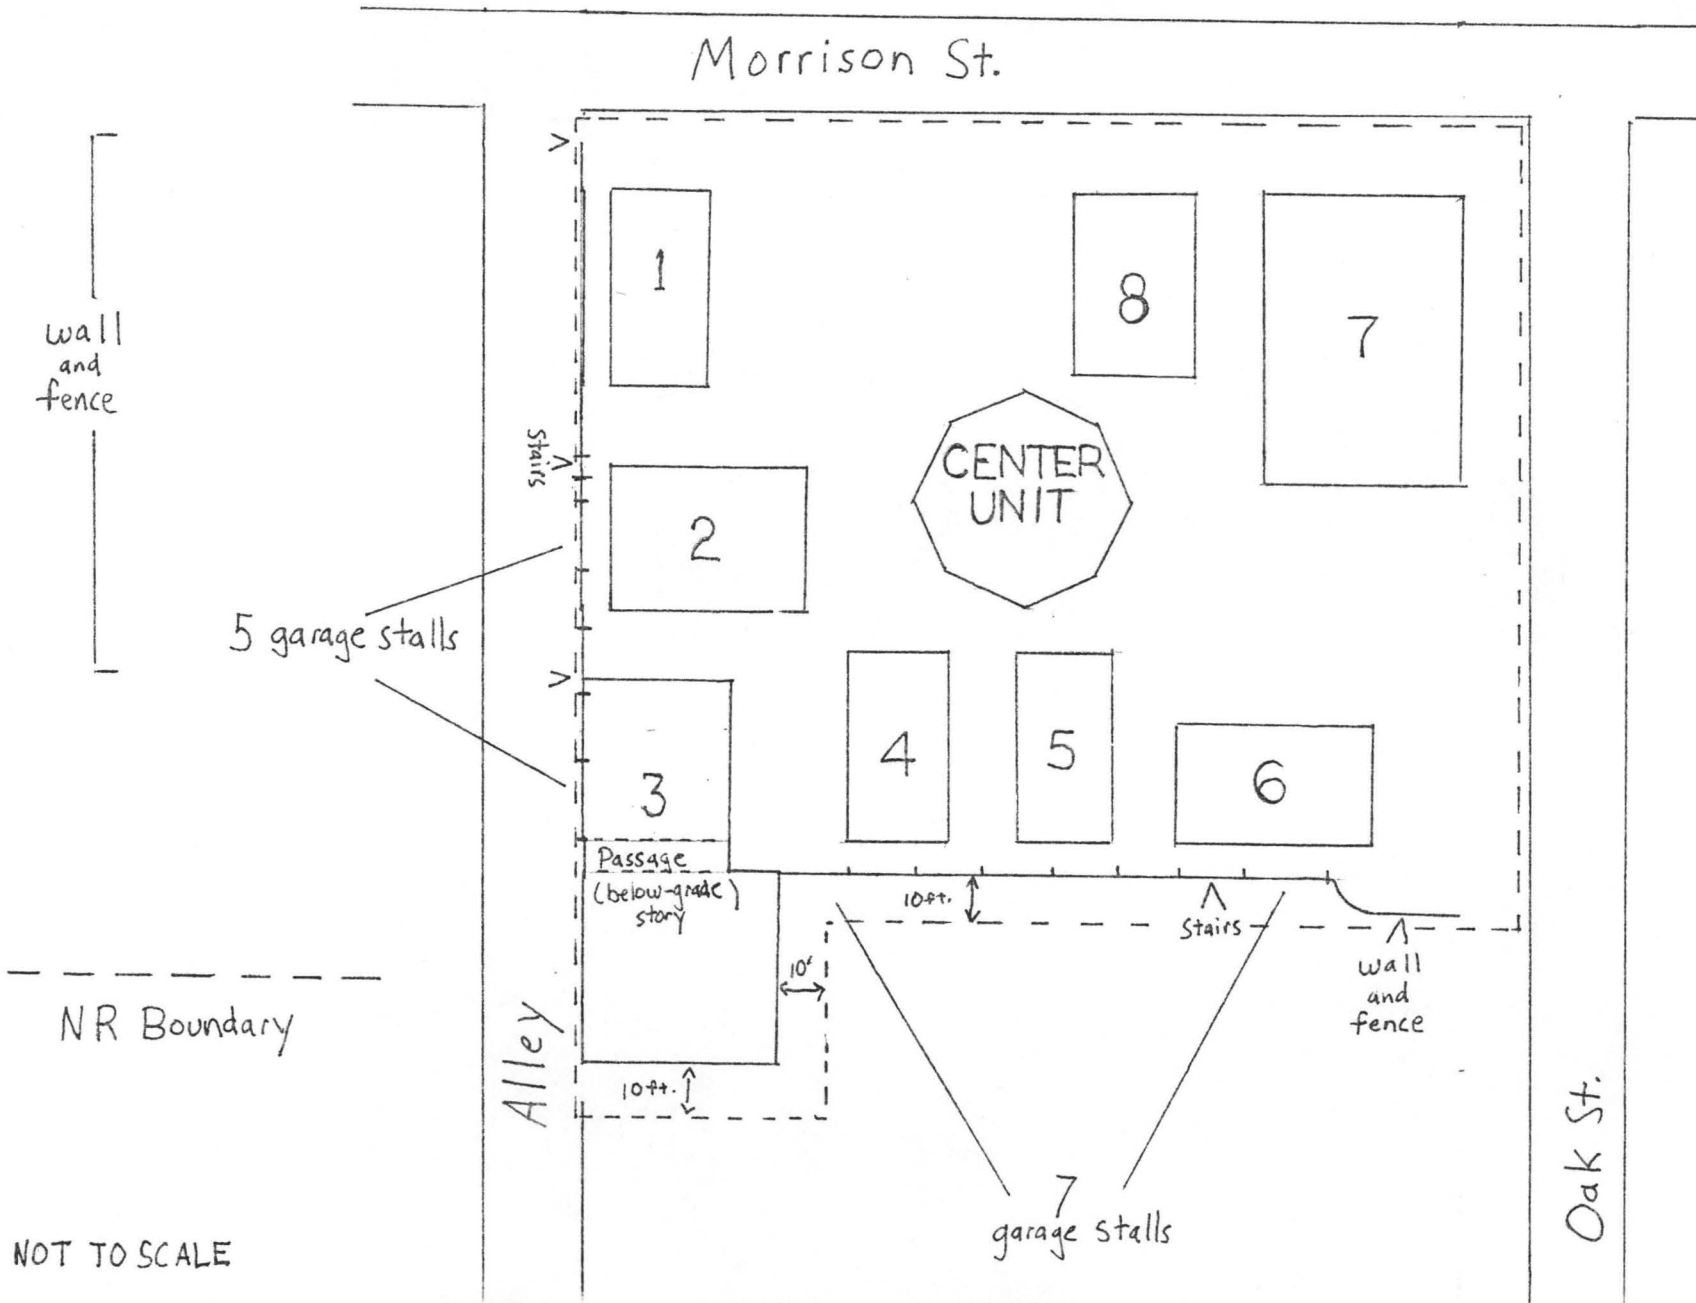 Morrison St.
1
8
7
wall
and
fence
Stairs
CENTER
UNIT
2
5 garage stalls
3
4
5
6
Passage
(below-grade)
story
10ft.
Stairs
10'
wall
and
fence
NR Boundary
Alley
10ft.
Oak St.
7
garage stalls
NOT TO SCALE